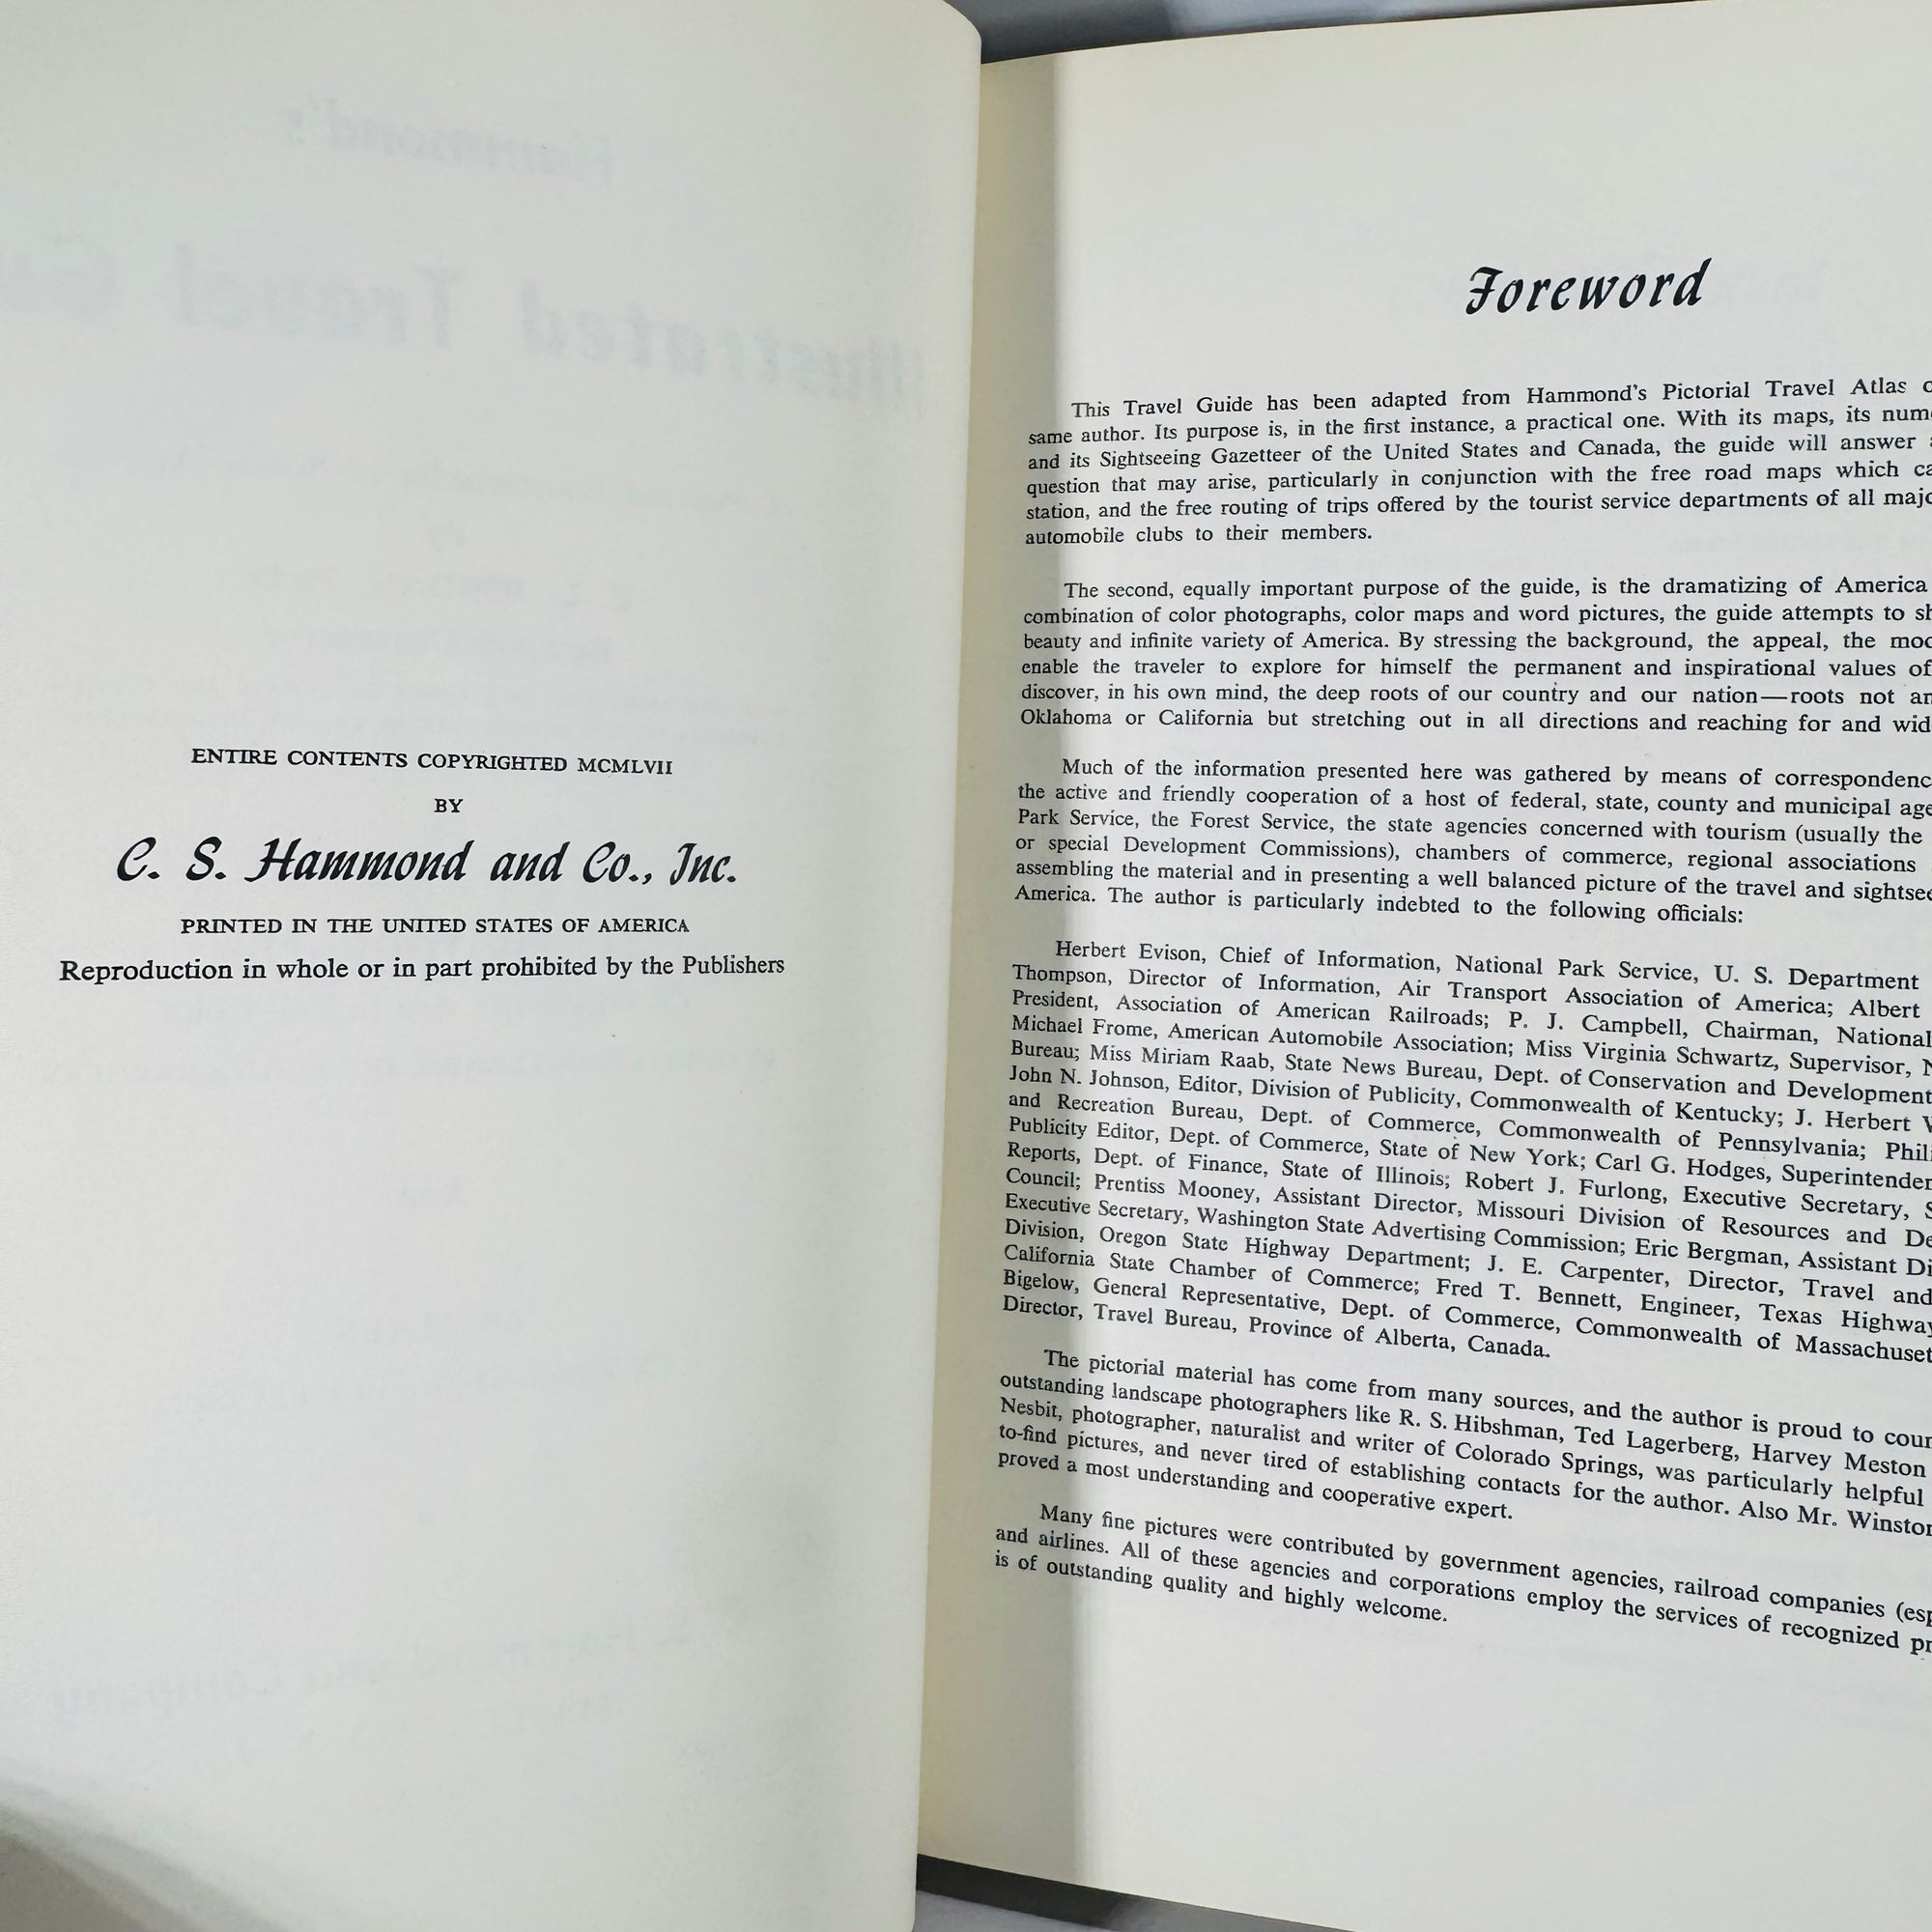 Hammond's
Illustrated Travel
ENTIRE CONTENTS COPYRIGHTED MCMLVII
BY
C. S. Hammond and Co., Inc.
PRINTED IN THE UNITED STATES OF AMERICA
Reproduction in whole or in part prohibited by the Publishers
Foreword
This Travel Guide has been adapted from Hammond's Pictorial Travel Atlas
same author. Its purpose is, in the first instance, a practical one. With its maps, its
and its Sightseeing Gazetteer of the United States and Canada, the guide will answer
question that may arise, particularly in conjunction with the free road maps which
station, and the free routing of trips offered by the tourist service departments of all
automobile clubs to their members.
The second, equally important purpose of the guide, is the dramatizing of America
combination of color photographs, color maps and word pictures, the guide attempts to
beauty and infinite variety of America. By stressing the background, the appeal, the
enable the traveler to explore for himself the permanent and inspirational values of
discover, in his own mind, the deep roots of our country and our nation—roots not
Oklahoma or California but stretching out in all directions and reaching for and
Much of the information presented here was gathered by means of
the active and friendly cooperation of a host of federal, state, county and municipal
Park Service, the Forest Service, the state agencies concerned with tourism (usually the
or special Development Commissions), chambers of commerce, regional associations
assembling the material and in presenting a well balanced picture of the travel and
America. The author is particularly indebted to the following officials:
Herbert Evison, Chief of Information, National Park Service, U. S. Department
Thompson, Director of Information, Air Transport Association of America; Albert
President, Association of American Railroads; P. J. Campbell, Chairman, National
Michael Frome, American Automobile Association; Miss Virginia Schwartz, Supervisor,
Bureau; Miss Miriam Raab, State News Bureau, Dept. of Conservation and Development
John N. Johnson, Editor, Division of Publicity, Commonwealth of Kentucky; J. Herbert
and Recreation Bureau, Dept. of Commerce, Commonwealth of Pennsylvania;
Publicity Editor, Dept. of Commerce, State of New York; Carl G. Hodges,
Reports, Dept. of Finance, State of Illinois; Robert J. Furlong, Executive Secretary,
Council; Prentiss Mooney, Assistant Director, Missouri Division of Resources and
Executive Secretary, Washington State Advertising Commission; Eric Bergman, Assistant
Division, Oregon State Highway Department; J. E. Carpenter, Director, Travel and
California State Chamber of Commerce; Fred T. Bennett, Engineer, Texas
Bigelow, General Representative, Dept. of Commerce, Commonwealth of
Director, Travel Bureau, Province of Alberta, Canada.
The pictorial material has come from many sources, and the author is proud to
outstanding landscape photographers like R. S. Hibshman, Ted Lagerberg, Harvey Meston
Nesbit, photographer, naturalist and writer of Colorado Springs, was particularly helpful
to-find pictures, and never tired of establishing contacts for the author. Also Mr.
proved a most understanding and cooperative expert.
Many fine pictures were contributed by government agencies, railroad companies
and airlines. All of these agencies and corporations employ the services of recognized
is of outstanding quality and highly welcome.